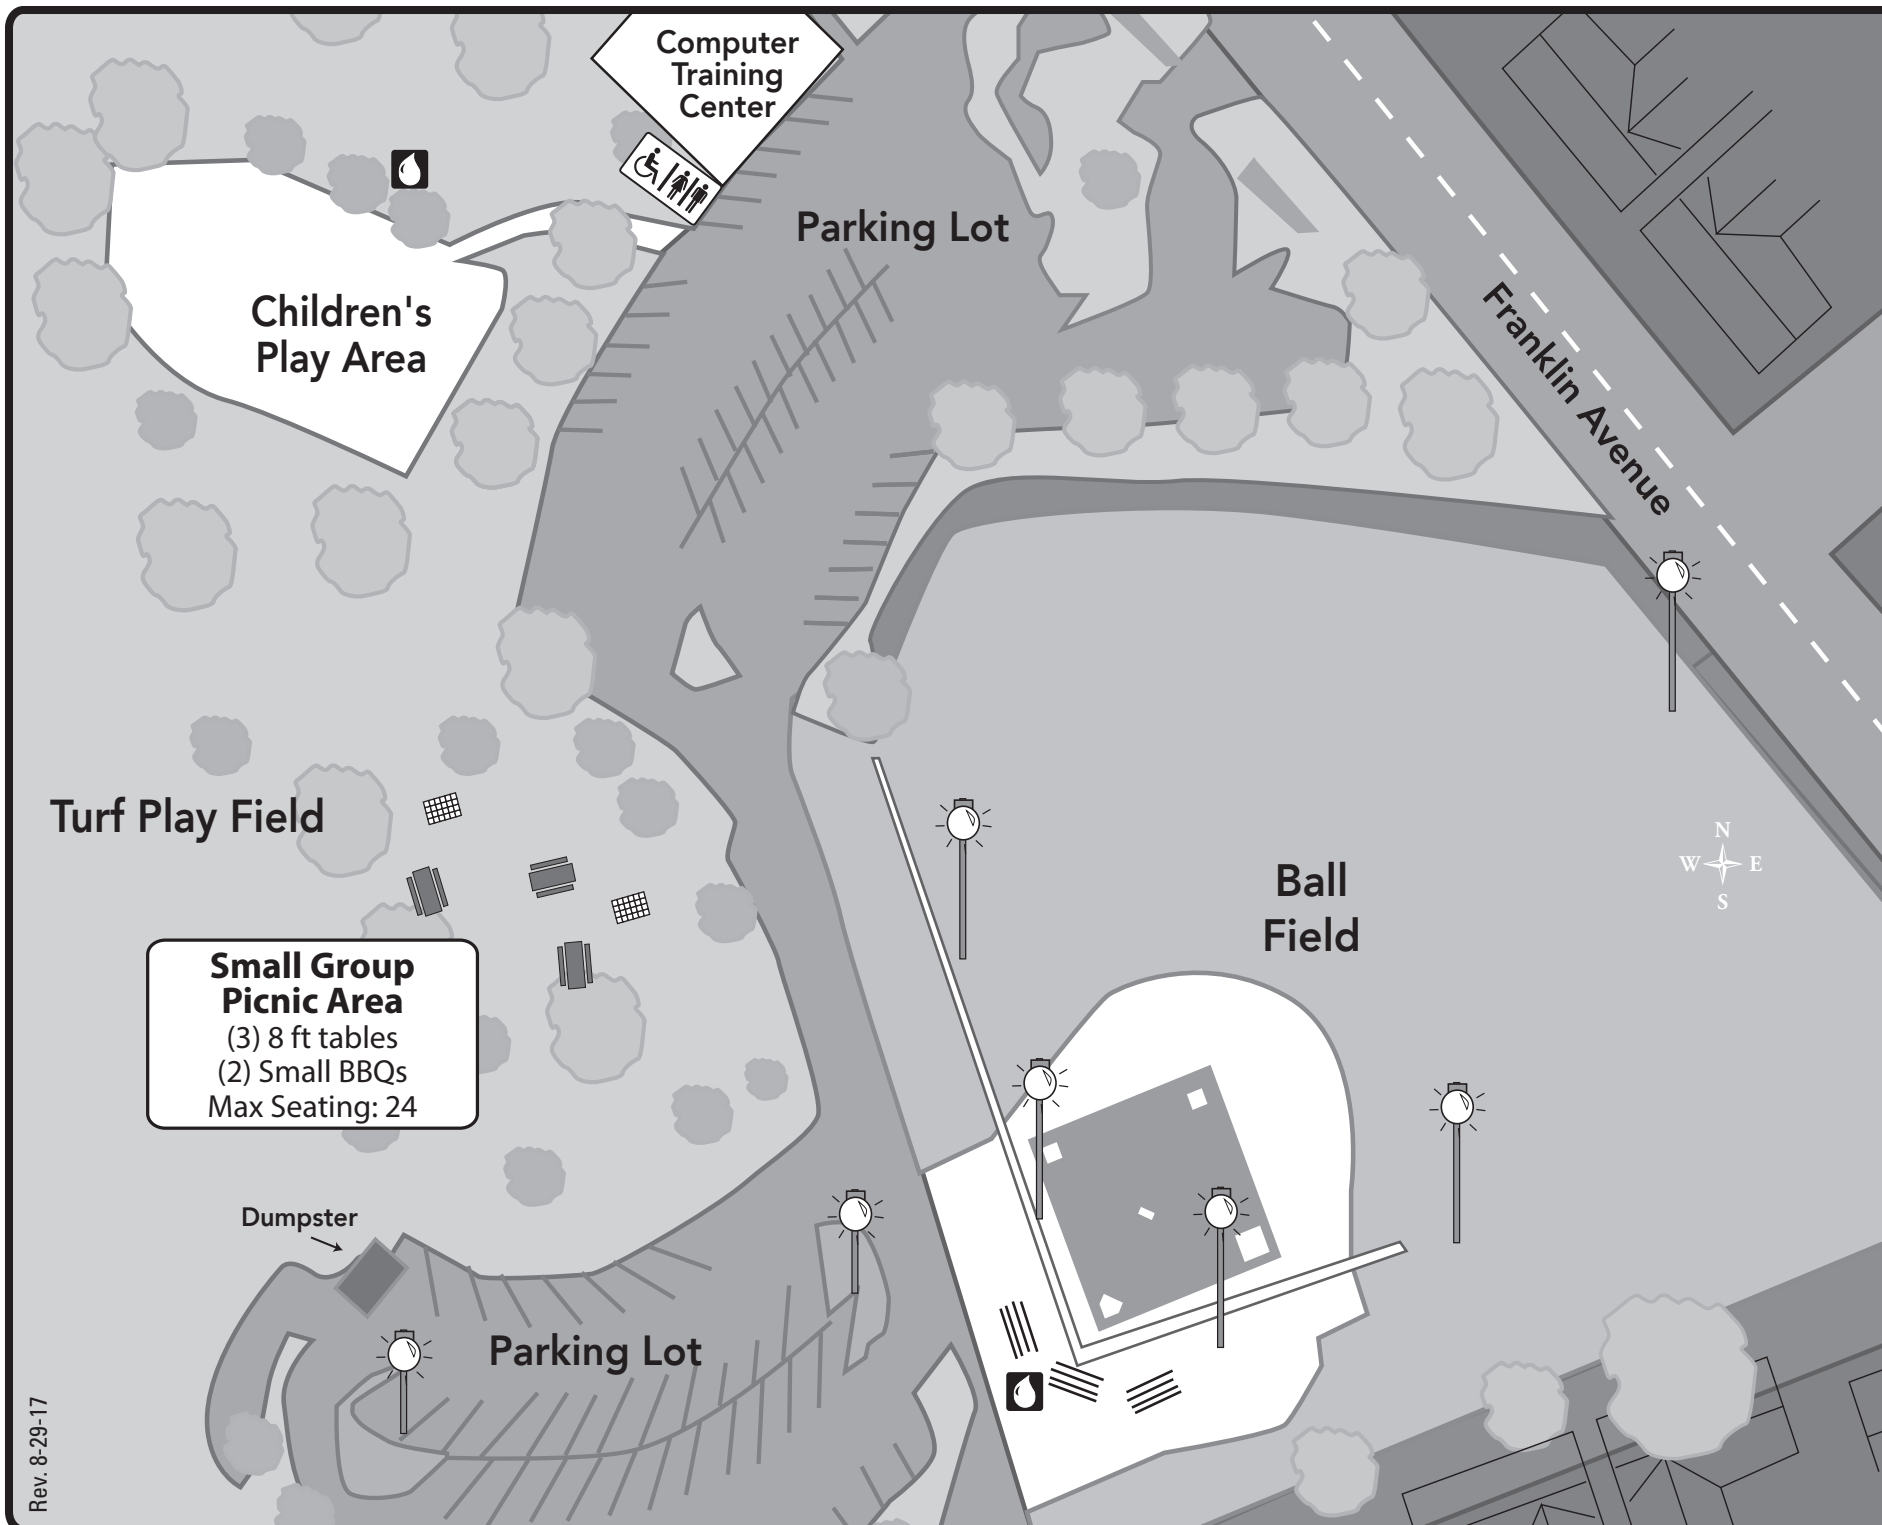 Computer
Training
Center
Parking Lot
Children's
Play Area
Franklin Avenue
Turf Play Field
N
W E
S
Ball
Field
Small Group
Picnic Area
(3) 8 ft tables
(2) Small BBQs
Max Seating: 24
Dumpster
Parking Lot
Rev. 8-29-17